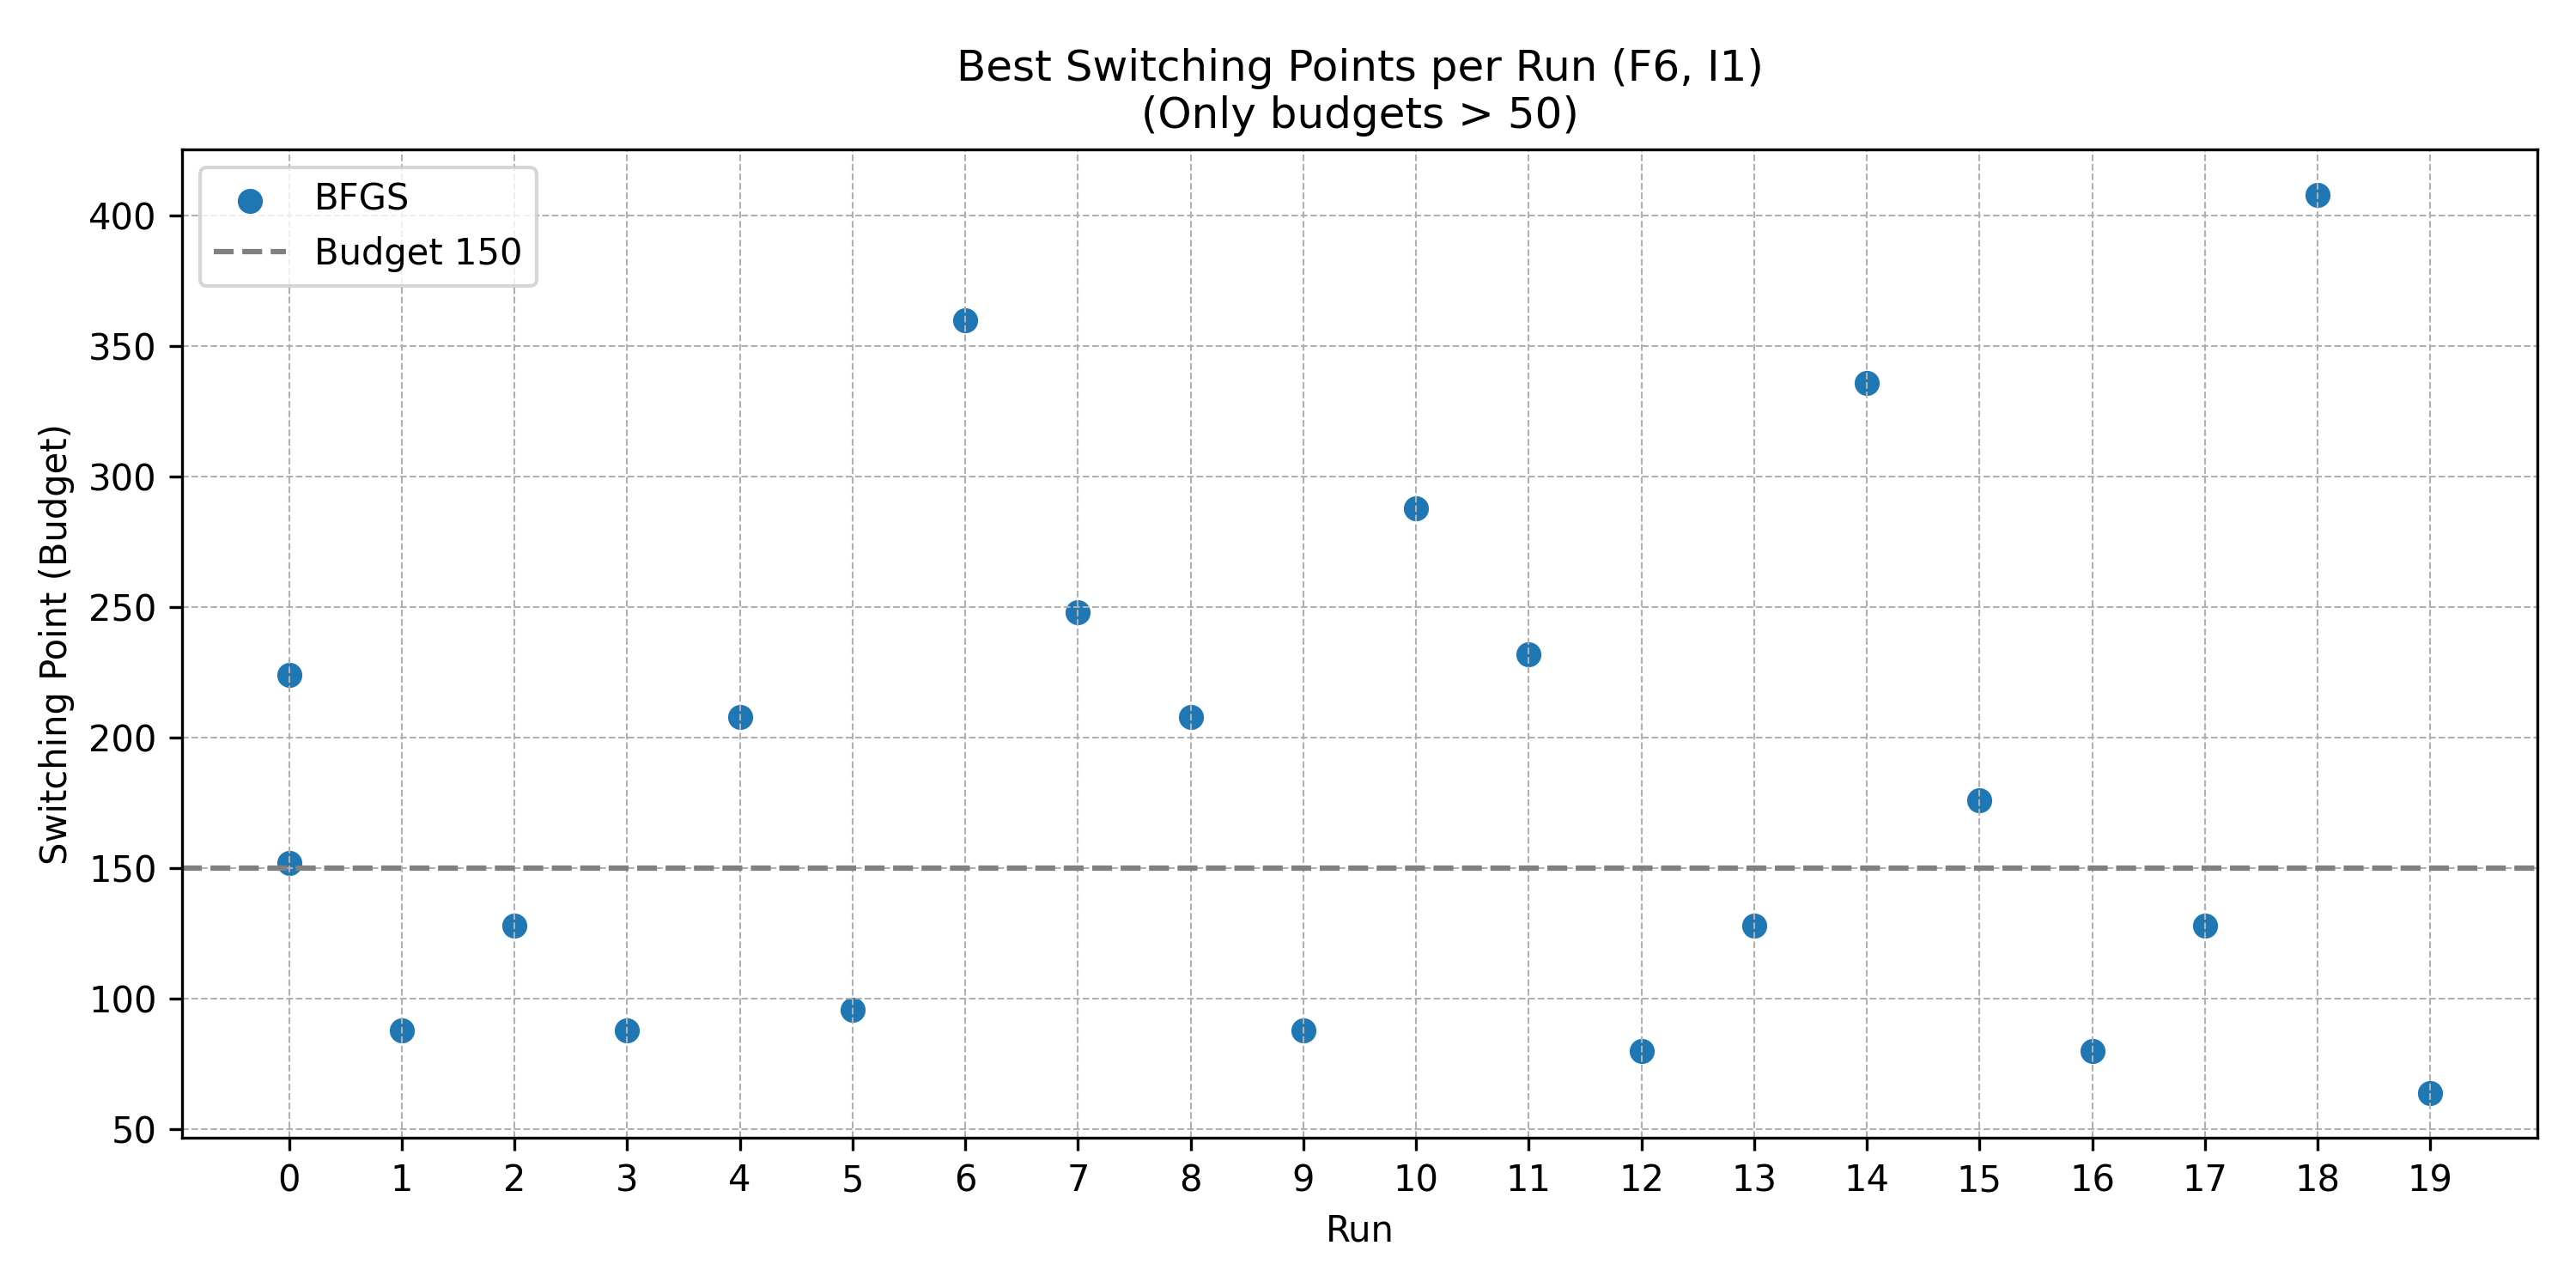 Best Switching Points per Run (F6, I1)
(Only budgets > 50)
BFGS
Budget 150
Switching Point (Budget)
400
350
300
250
200
150
100
50
0 1 2 3 4 5 6 7 8 9 10 11 12 13 14 15 16 17 18 19
Run